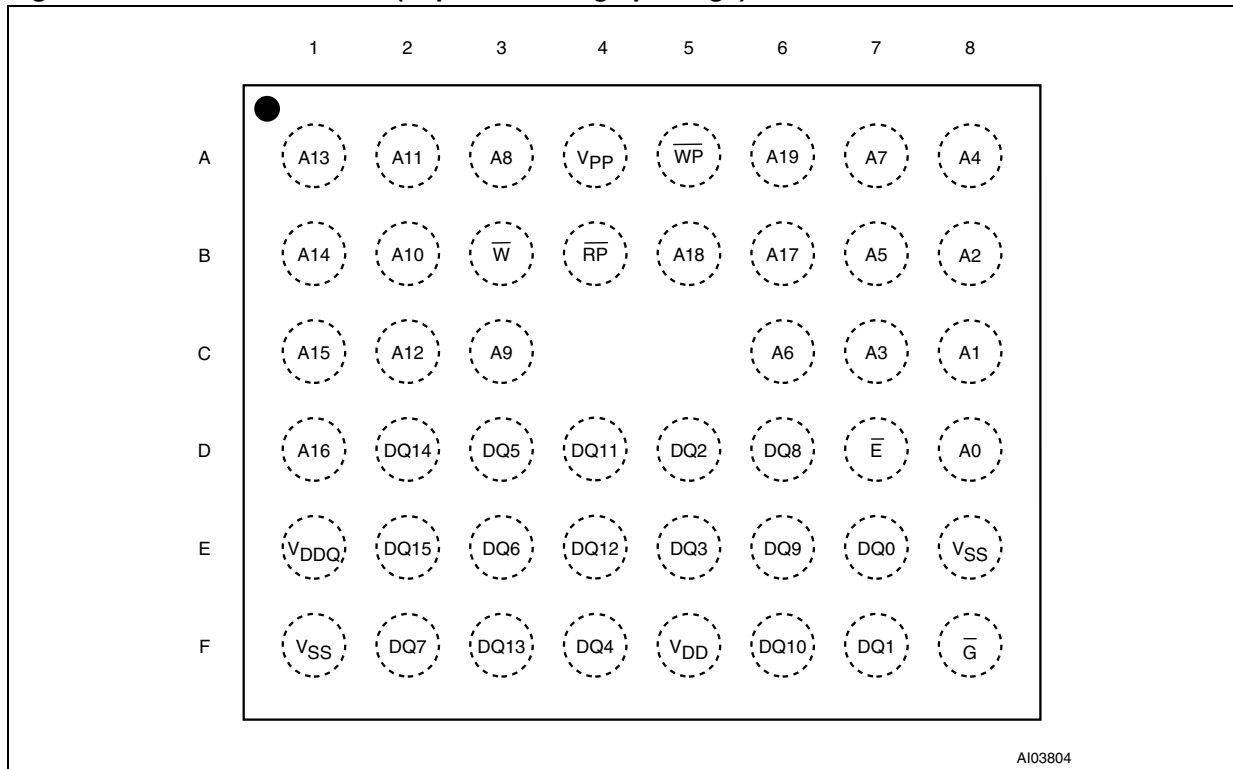 1 2 3 4 5 6 7 8
A A13 A11 A8 VPP W̅P̅ A19 A7 A4
B A14 A10 W̅ R̅P̅ A18 A17 A5 A2
C A15 A12 A9 A6 A3 A1
D A16 DQ14 DQ5 DQ11 DQ2 DQ8 E̅ A0
E VDDQ DQ15 DQ6 DQ12 DQ3 DQ9 DQ0 VSS
F VSS DQ7 DQ13 DQ4 VDD DQ10 DQ1 G̅
AI03804